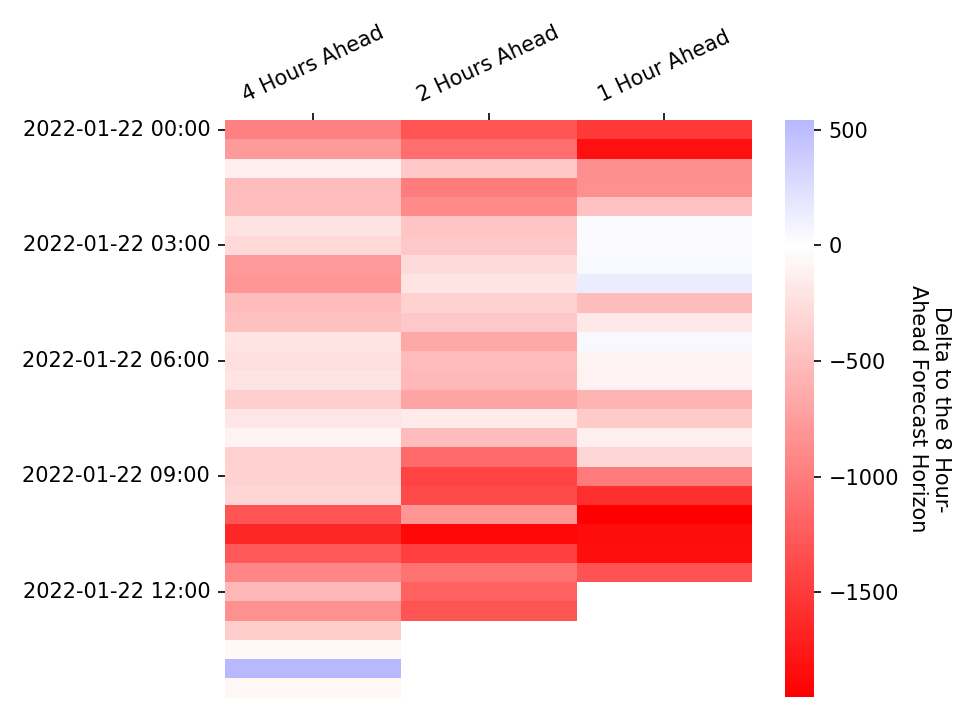 4 Hours Ahead
2 Hours Ahead
1 Hour Ahead
2022-01-22 00:00
2022-01-22 03:00
2022-01-22 06:00
2022-01-22 09:00
2022-01-22 12:00
500
0
−500
−1000
−1500
Delta to the 8 Hour-
Ahead Forecast Horizon